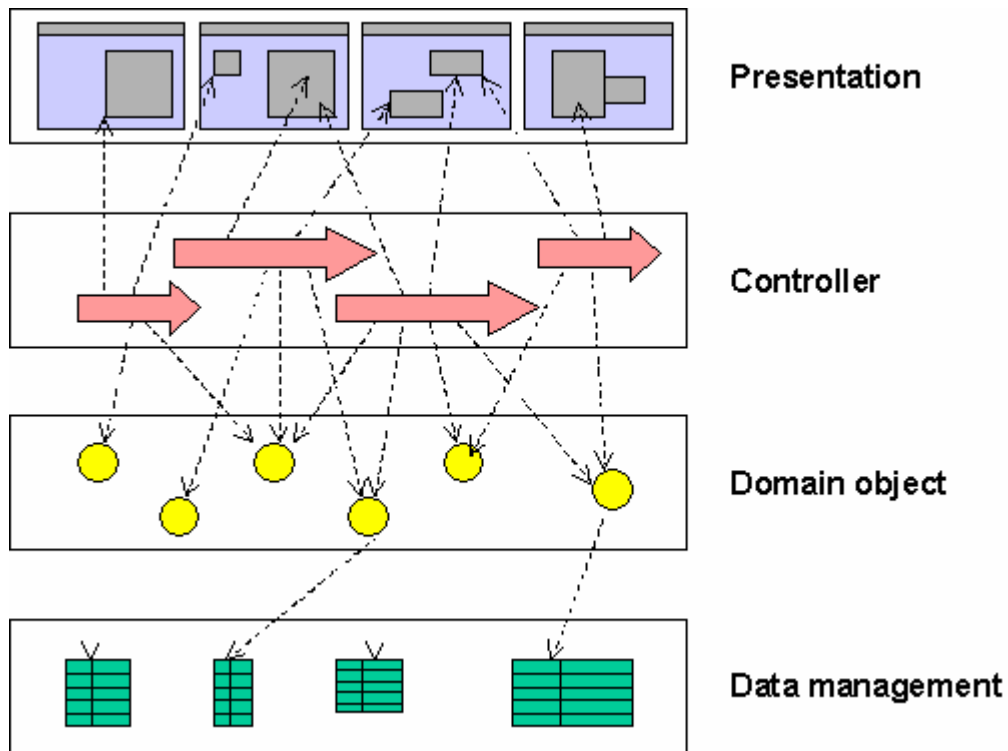 Presentation
Controller
Domain object
Data management